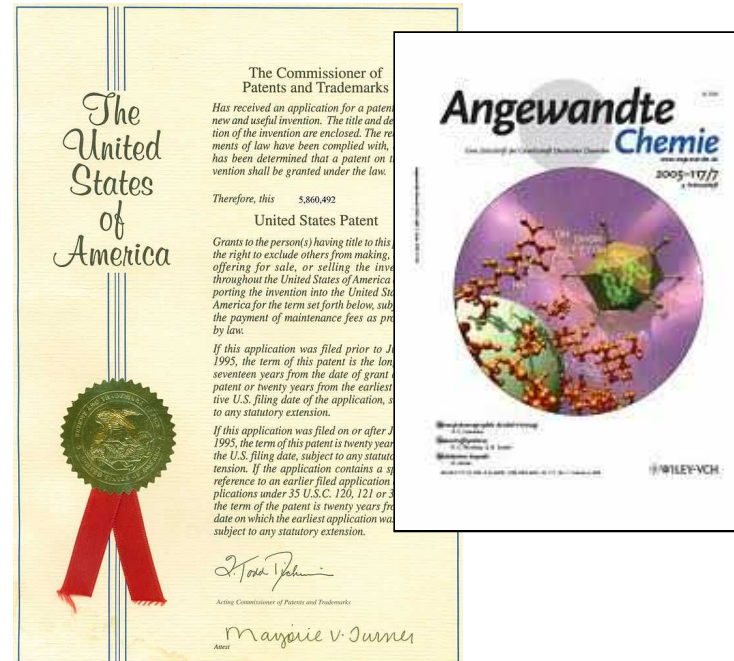 The
United
States
of
America
The Commissioner of
Patents and Trademarks
Has received an application for a patent
new and useful invention. The title and de
tion of the invention are enclosed. The re
ments of law have been complied with,
has been determined that a patent on t
vention shall be granted under the law.
Therefore, this 5,860,492
United States Patent
Grants to the person(s) having title to this
the right to exclude others from making,
offering for sale, or selling the inve
throughout the United States of America
porting the invention into the United Sta
America for the term set forth below, sub
the payment of maintenance fees as pro
by law.
If this application was filed prior to Ju
1995, the term of this patent is the lon
seventeen years from the date of grant
patent or twenty years from the earliest
tive U.S. filing date of the application, s
to any statutory extension.
If this application was filed on or after J
1995, the term of this patent is twenty year
the U.S. filing date, subject to any statuto
tension. If the application contains a sp
reference to an earlier filed application
plications under 35 U.S.C. 120, 121 or 3
the term of the patent is twenty years fro
date on which the earliest application wa
subject to any statutory extension.
Acting Commissioner of Patents and Trademarks
Attest
Marjorie V. Turner
Angewandte
Chemie
2005–117/7
WILEY-VCH